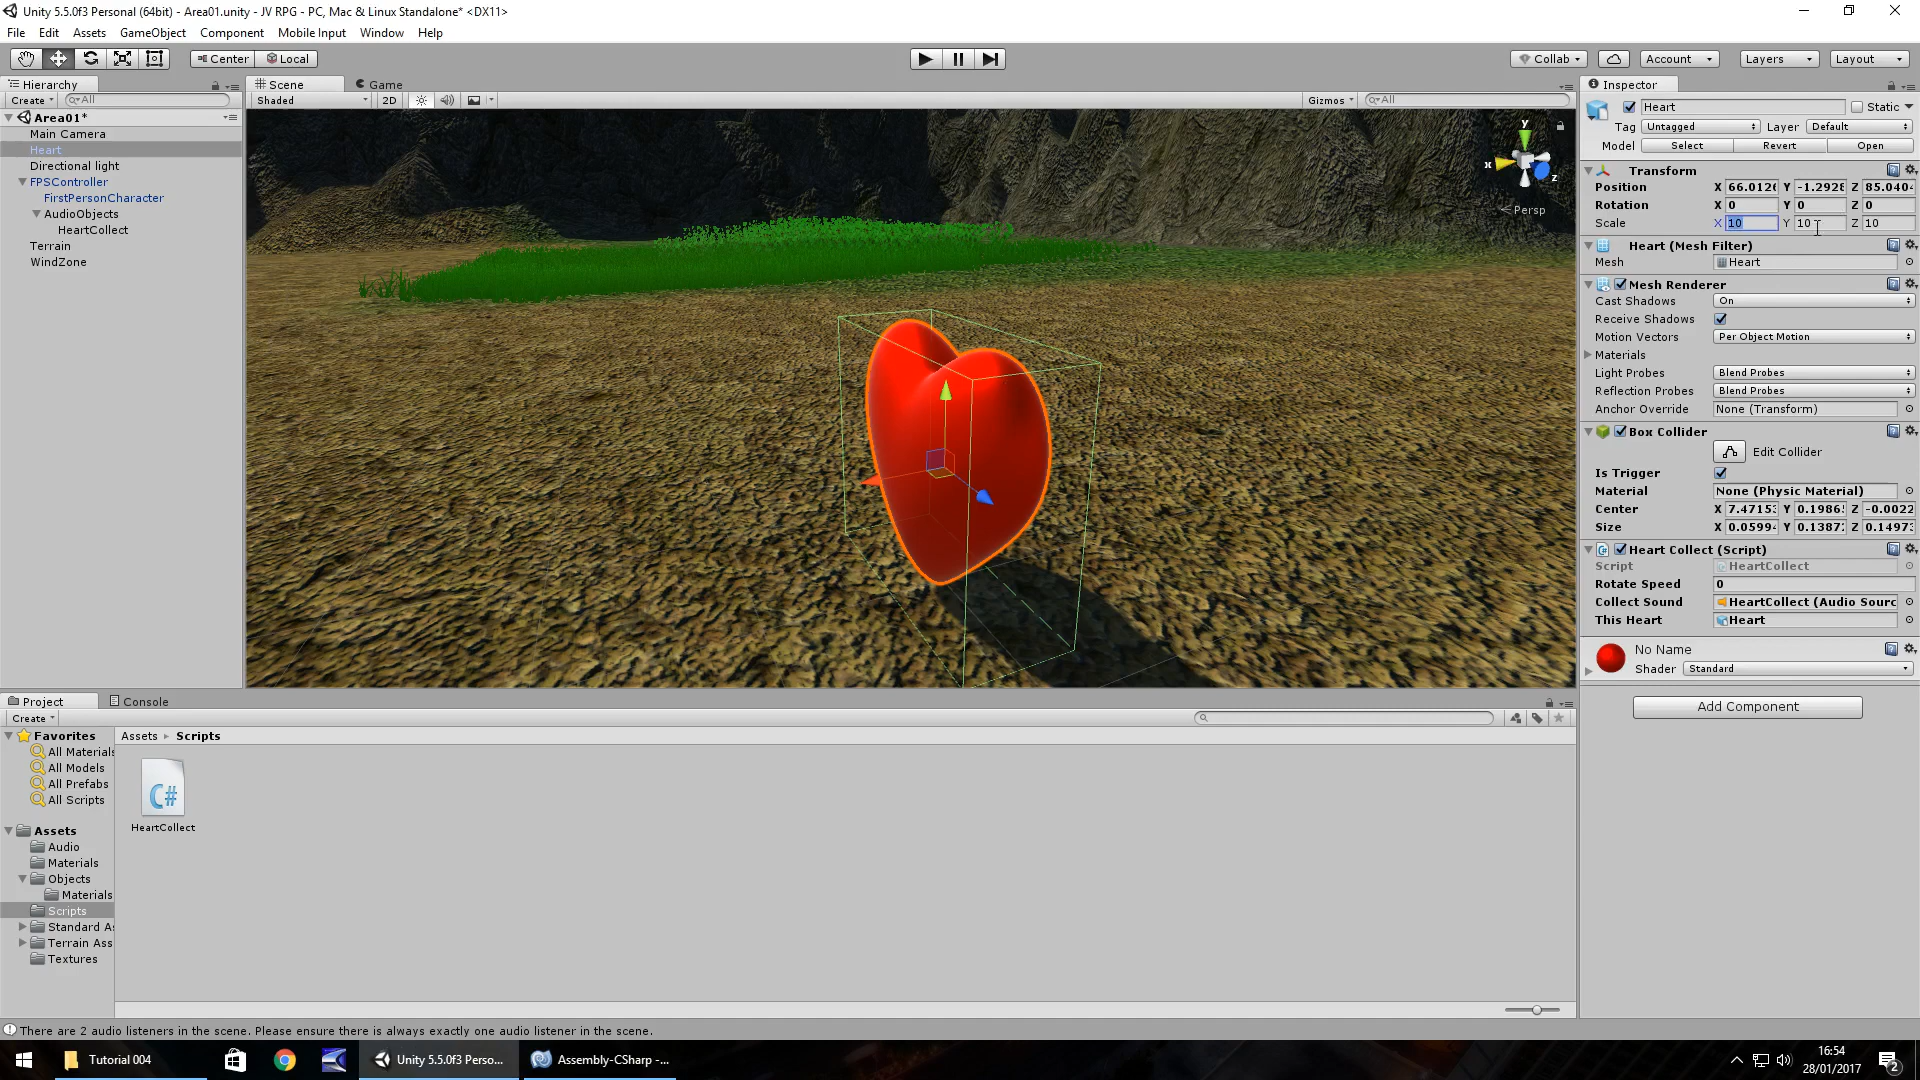 Unity 5.5.0f3 Personal (64bit) - Area01.unity - JV RPG - PC, Mac & Linux Standalone* <DX11>
File Edit Assets GameObject Component Mobile Input Window Help
Center Local Collab Account Layers Layout
Hierarchy
Create All
Area01*
Main Camera
Heart
Directional light
FPSController
FirstPersonCharacter
AudioObjects
HeartCollect
Terrain
WindZone
Scene Game
Shaded 2D Gizmos All
y
x
z
Persp
Inspector
Heart Static
Tag Untagged Layer Default
Model Select Revert Open
Transform
Position X 66.0126 Y -1.2928 Z 85.0404
Rotation X 0 Y 0 Z 0
Scale X 10 Y 10 Z 10
Heart (Mesh Filter)
Mesh Heart
Mesh Renderer
Cast Shadows On
Receive Shadows
Motion Vectors Per Object Motion
Materials
Light Probes Blend Probes
Reflection Probes Blend Probes
Anchor Override None (Transform)
Box Collider
Edit Collider
Is Trigger
Material None (Physic Material)
Center X 7.4715 Y 0.1986 Z -0.0022
Size X 0.0599 Y 0.1387 Z 0.1497
Heart Collect (Script)
Script HeartCollect
Rotate Speed 0
Collect Sound HeartCollect (Audio Sourc
This Heart Heart
No Name
Shader Standard
Add Component
Project Console
Create
Favorites
All Materials
All Models
All Prefabs
All Scripts
Assets
Audio
Materials
Objects
Materials
Scripts
Standard As
Terrain Ass
Textures
Assets Scripts
C#
HeartCollect
There are 2 audio listeners in the scene. Please ensure there is always exactly one audio listener in the scene.
Tutorial 004
Unity 5.5.0f3 Perso...
Assembly-CSharp -...
16:54
28/01/2017
2